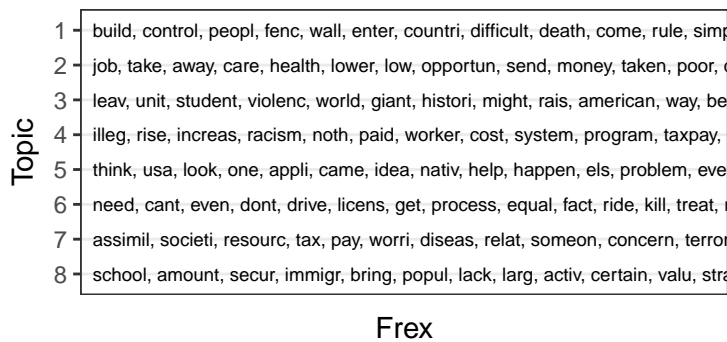 1 build, control, peopl, fenc, wall, enter, countri, difficult, death, come, rule,
2 job, take, away, care, health, lower, low, opportun, send, money, taken, poor,
3 leav, unit, student, violenc, world, giant, histori, might, rais, american, way,
4 illeg, rise, increas, racism, noth, paid, worker, cost, system, program, taxpay,
5 think, usa, look, one, appli, came, idea, nativ, help, happen, els, problem,
6 need, cant, even, dont, drive, licens, get, process, equal, fact, ride, kill, treat,
7 assimil, societi, resourc, tax, pay, worri, diseas, relat, someon, concern,
8 school, amount, secur, immigr, bring, popul, lack, larg, activ, certain, valu,
Topic
Frex